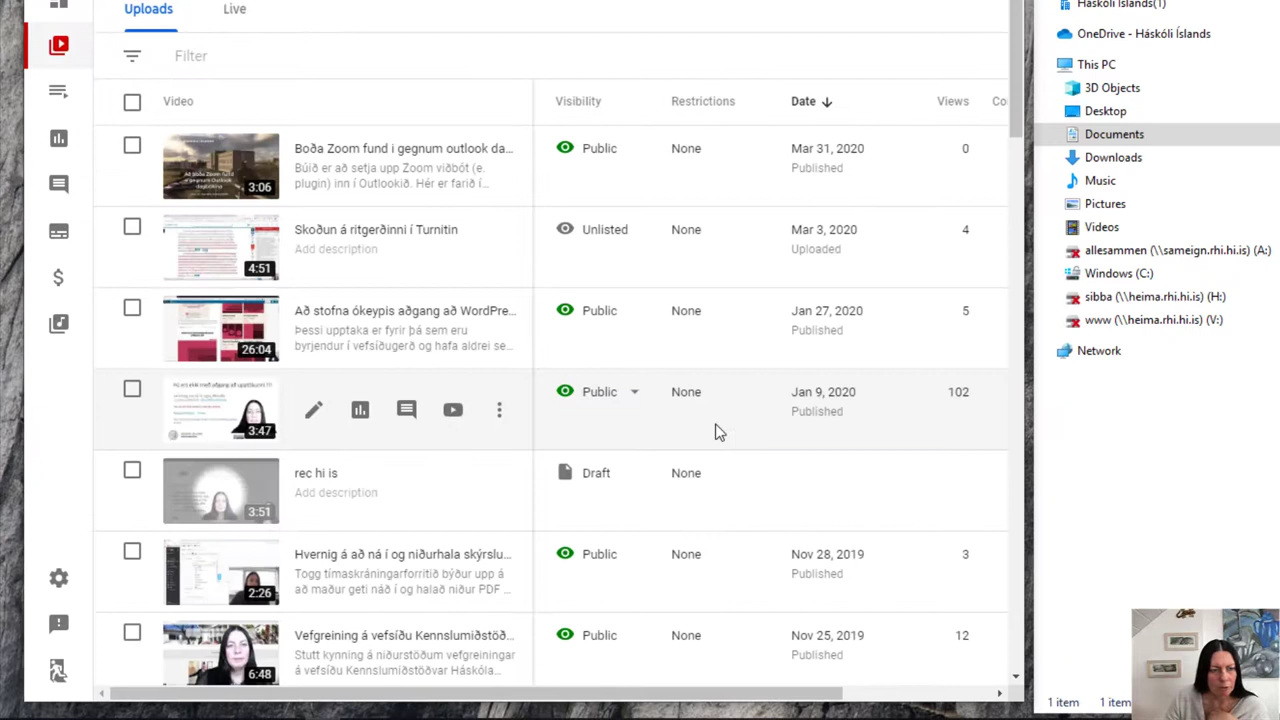 Uploads
Live
Filter
Video
Visibility
Restrictions
Date
Views
Boða Zoom fund í gegnum outlook da...
Búið er að setja upp Zoom viðbót (e.
plugin) inn í Outlookið. Hér er farið í...
3:06
Public
None
Mar 31, 2020
Published
0
Skoðun á ritgerðinni í Turnitin
Add description
4:51
Unlisted
None
Mar 3, 2020
Uploaded
4
Að stofna ókeypis aðgang að WordPre...
Þessi upptaka er fyrir þá sem eru
byrjendur í vefsíðugerð og hafa aldrei se...
26:04
Public
None
Jan 27, 2020
Published
5
3:47
Public
None
Jan 9, 2020
Published
102
rec hi is
Add description
3:51
Draft
None
Hvernig á að ná í og niðurhala skýrslu...
Togg tímaskráningarforritið býður upp á
að maður geti náð í og halað niður PDF ...
2:26
Public
None
Nov 28, 2019
Published
3
Vefgreining á vefsíðu Kennslumiðstöð...
Stutt kynning á niðurstöðum vefgreiningar
á vefsíðu Kennslumiðstöðvar Háskóla...
6:48
Public
None
Nov 25, 2019
Published
12
Háskóli Íslands(1)
OneDrive - Háskóli Íslands
This PC
3D Objects
Desktop
Documents
Downloads
Music
Pictures
Videos
allesammen (\\sameign.rhi.hi.is) (A:)
Windows (C:)
sibba (\\heima.rhi.hi.is) (H:)
www (\\heima.rhi.hi.is) (V:)
Network
1 item
1 item